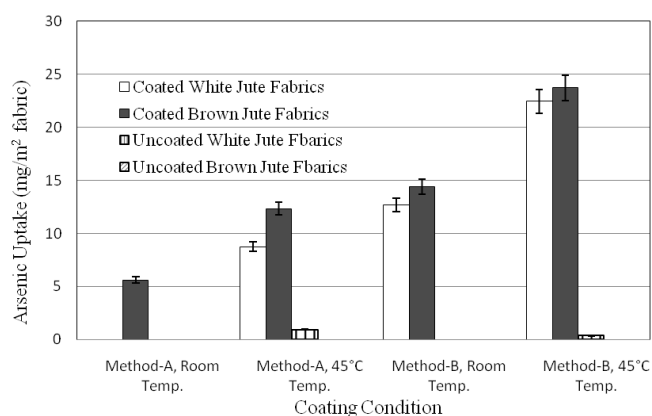 30
25
20
15
10
5
0
Arsenic Uptake (mg/m² fabric)
Coated White Jute Fabrics
Coated Brown Jute Fabrics
Uncoated White Jute Fbarics
Uncoated Brown Jute Fbarics
Method-A, Room Temp.
Method-A, 45°C Temp.
Method-B, Room Temp.
Method-B, 45°C Temp.
Coating Condition